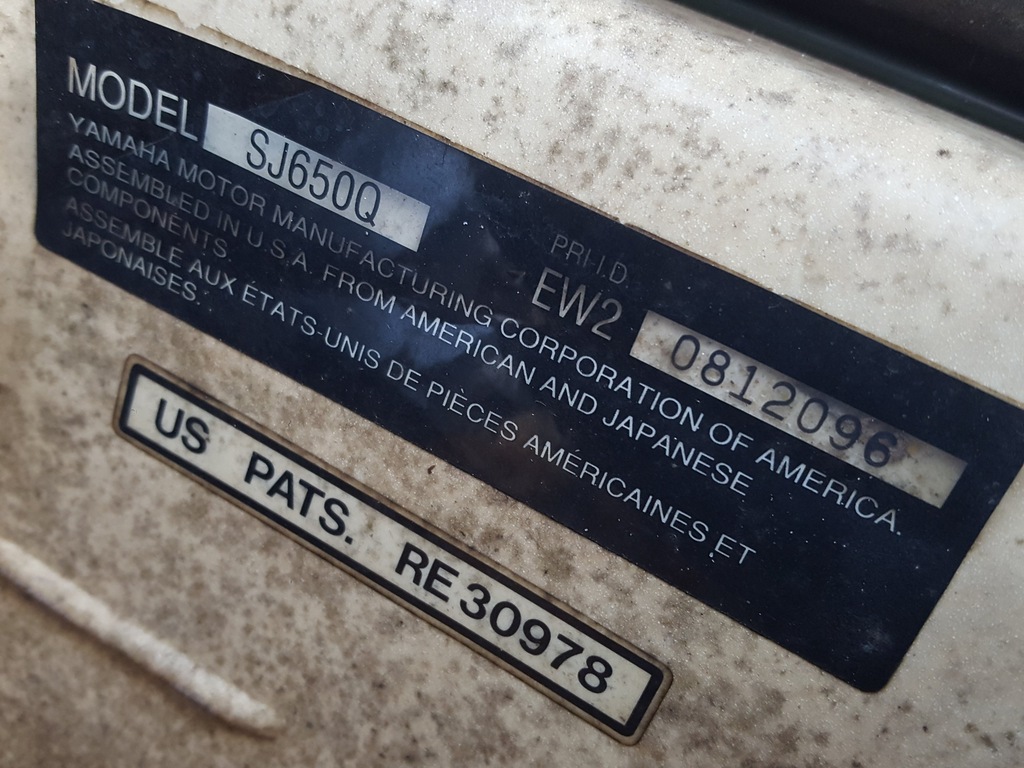 MODEL SJ650Q
PRI-I.D
EW2 0812096
YAMAHA MOTOR MANUFACTURING CORPORATION OF AMERICA.
ASSEMBLED IN U.S.A. FROM AMERICAN AND JAPANESE
COMPONENTS.
ASSEMBLE AUX ÉTATS-UNIS DE PIÈCES AMÉRICAINES ET
JAPONAISES.
US PATS. RE 30978